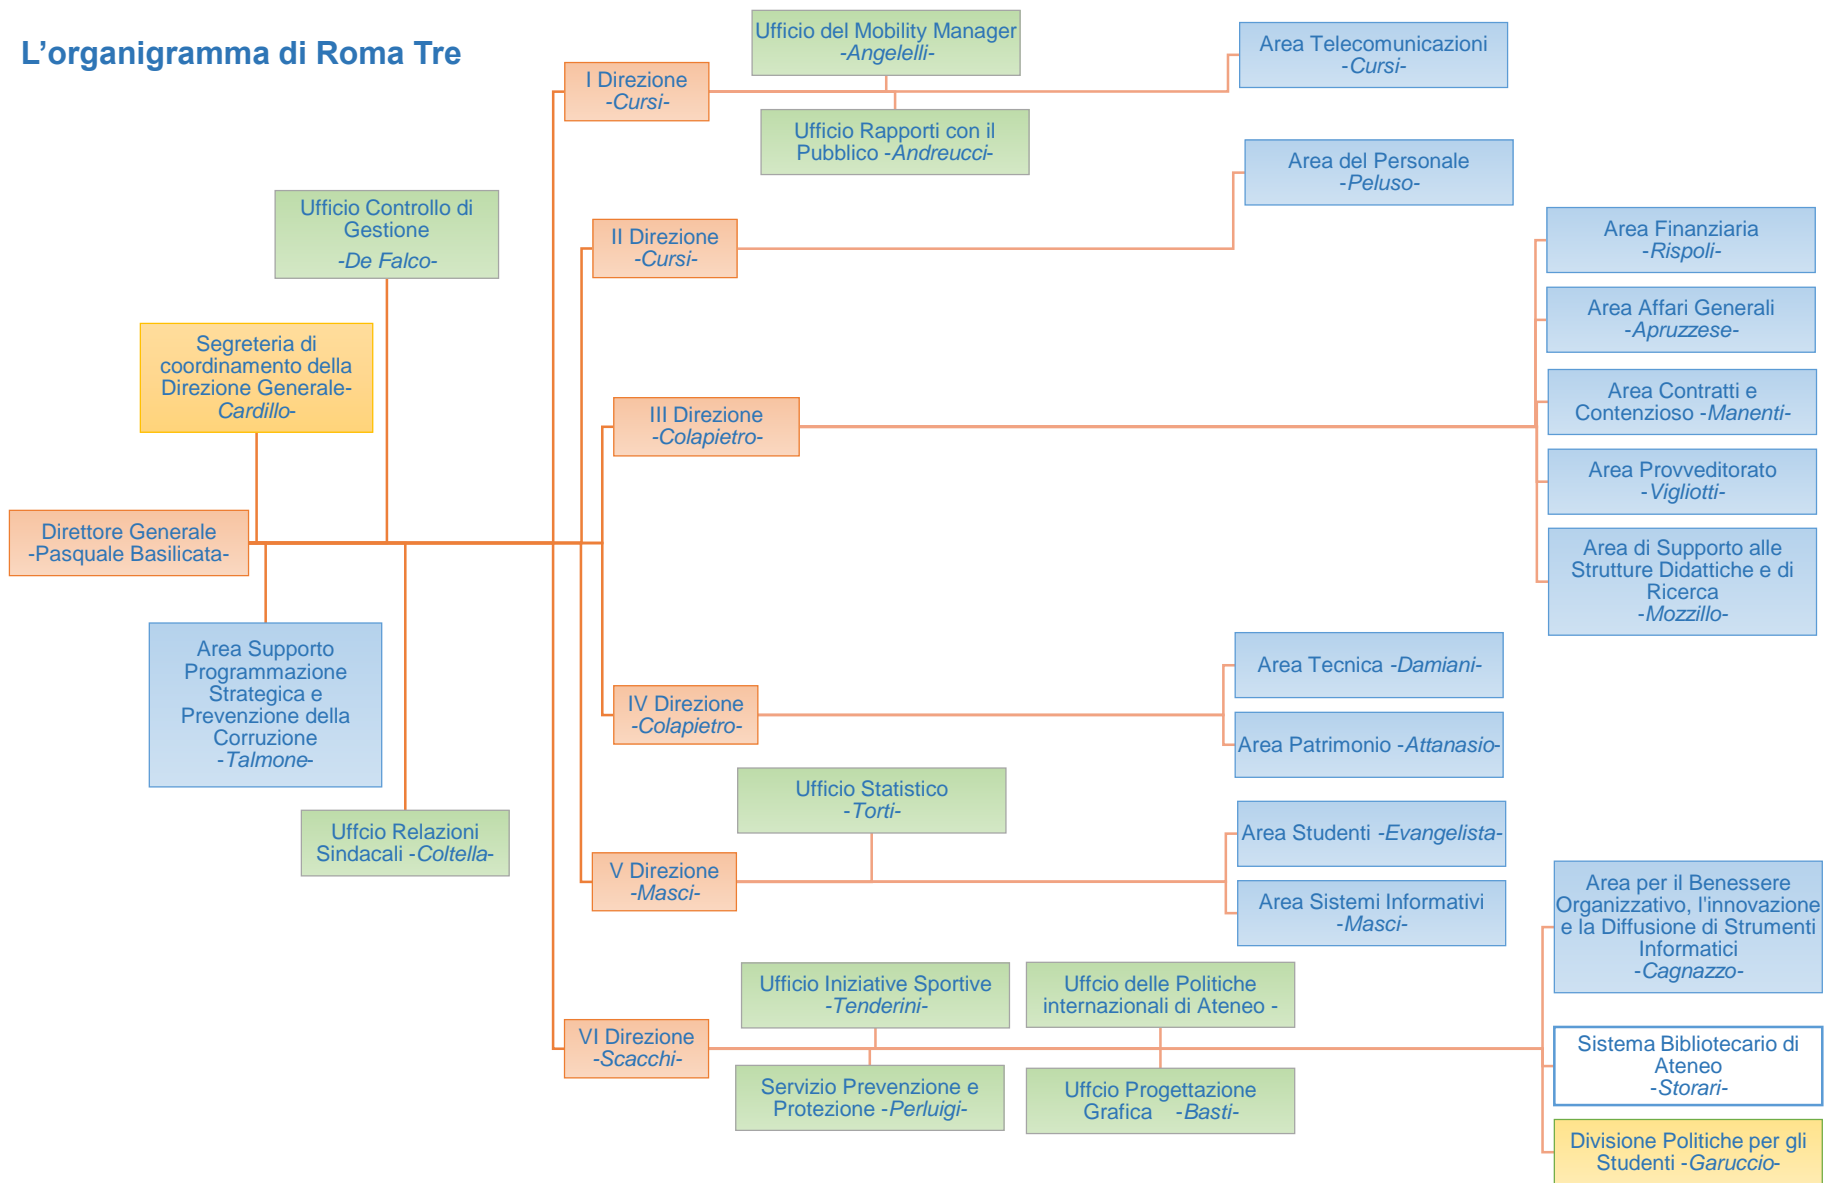 L’organigramma di Roma Tre
Ufficio del Mobility Manager
-Angelelli-
Area Telecomunicazioni
-Cursi-
I Direzione
-Cursi-
Ufficio Rapporti con il
Pubblico -Andreucci-
Area del Personale
-Peluso-
Ufficio Controllo di
Gestione
-De Falco-
II Direzione
-Cursi-
Area Finanziaria
-Rispoli-
Area Affari Generali
-Apruzzese-
Segreteria di
coordinamento della
Direzione Generale-
Cardillo-
III Direzione
-Colapietro-
Area Contratti e
Contenzioso -Manenti-
Area Provveditorato
-Vigliotti-
Direttore Generale
-Pasquale Basilicata-
Area di Supporto alle
Strutture Didattiche e di
Ricerca
-Mozzillo-
Area Supporto
Programmazione
Strategica e
Prevenzione della
Corruzione
-Talmone-
Area Tecnica -Damiani-
IV Direzione
-Colapietro-
Area Patrimonio -Attanasio-
Ufficio Statistico
-Torti-
Uffcio Relazioni
Sindacali -Coltella-
Area Studenti -Evangelista-
V Direzione
-Masci-
Area Sistemi Informativi
-Masci-
Area per il Benessere
Organizzativo, l'innovazione
e la Diffusione di Strumenti
Informatici
-Cagnazzo-
Ufficio Iniziative Sportive
-Tenderini-
Uffcio delle Politiche
internazionali di Ateneo -
VI Direzione
-Scacchi-
Sistema Bibliotecario di
Ateneo
-Storari-
Servizio Prevenzione e
Protezione -Perluigi-
Uffcio Progettazione
Grafica -Basti-
Divisione Politiche per gli
Studenti -Garuccio-